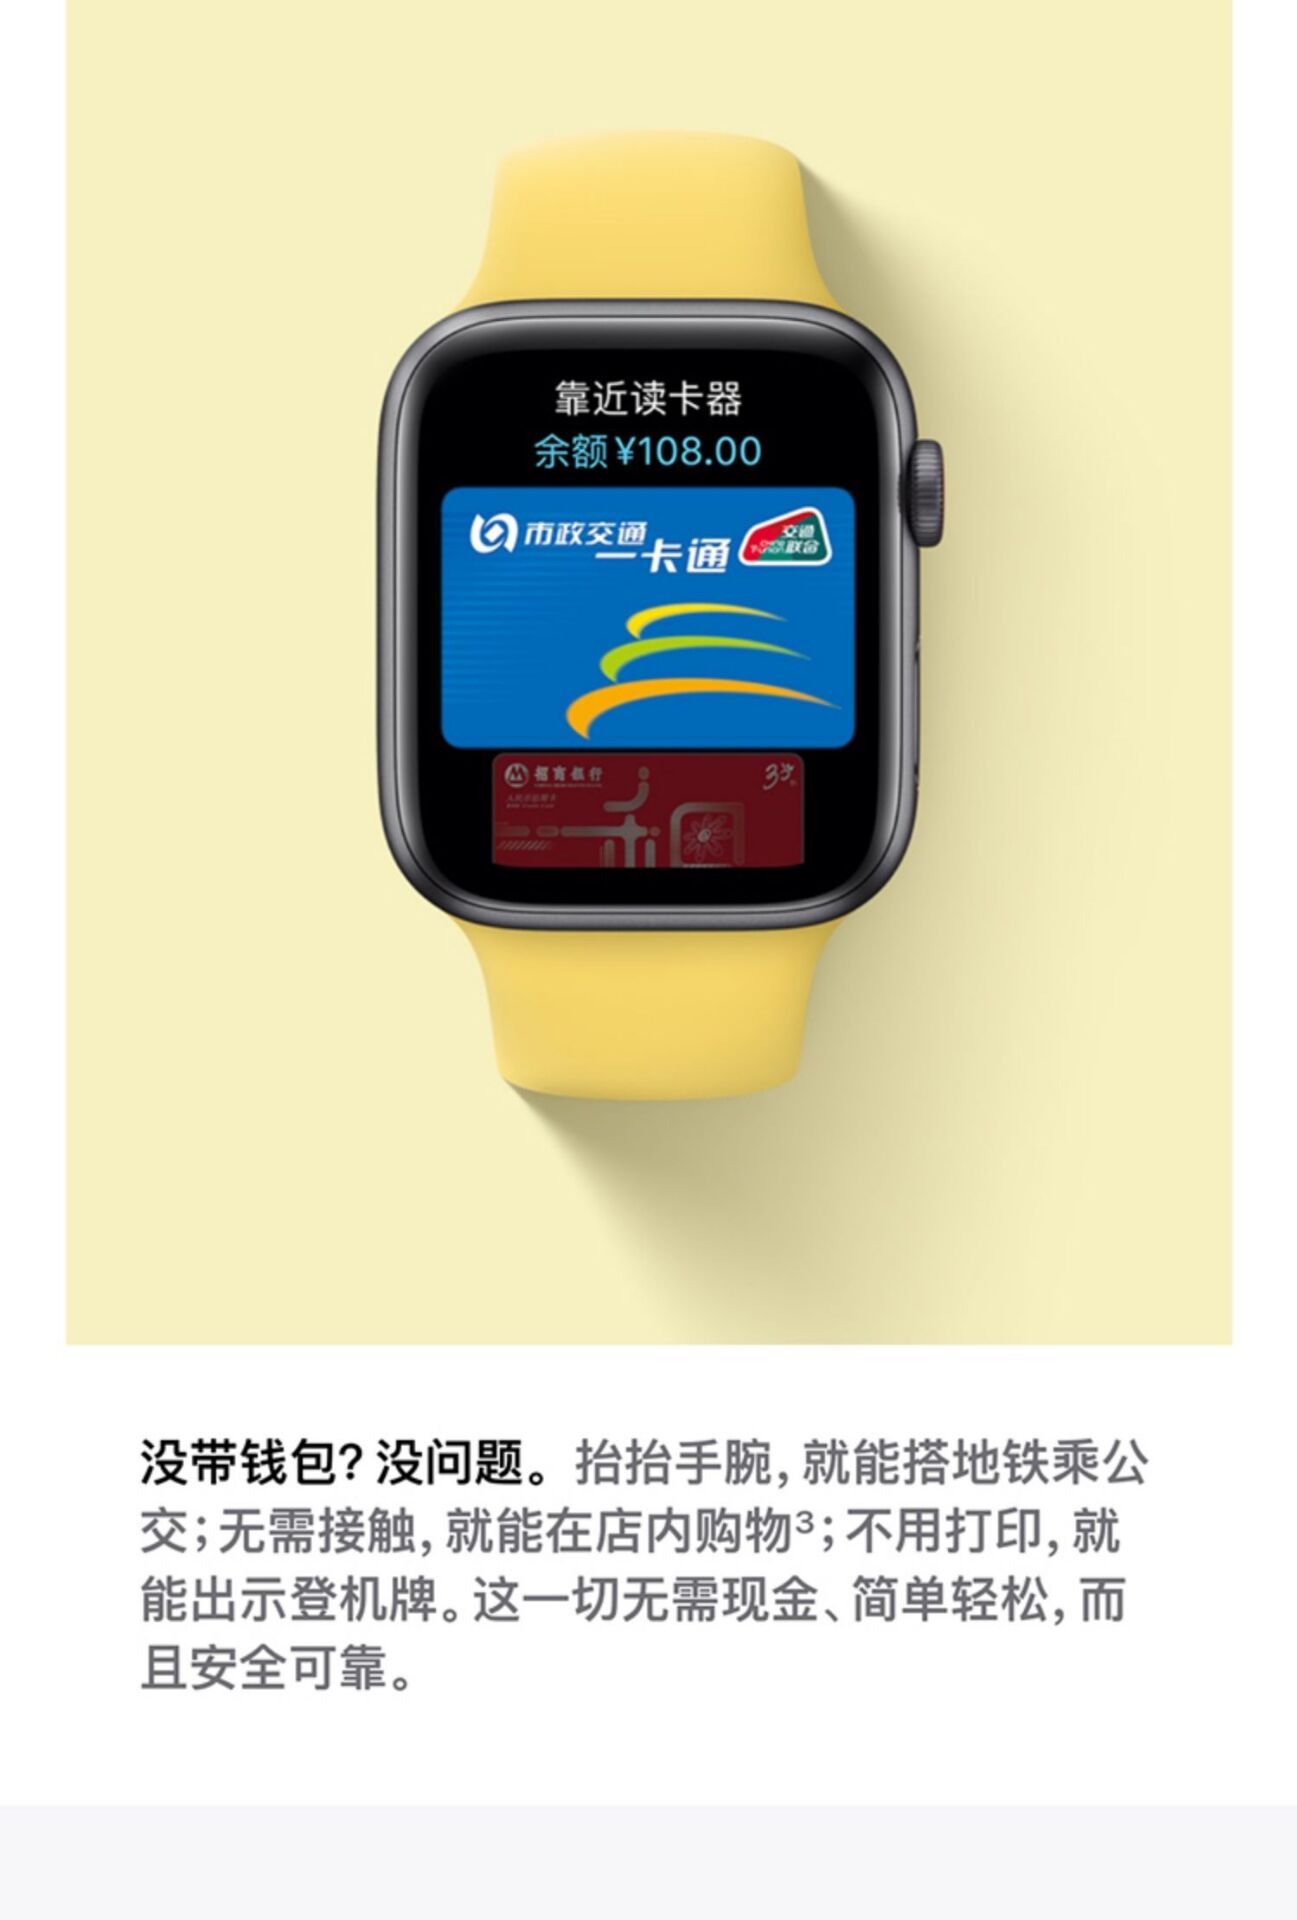 靠近读卡器
余额 ¥108.00
市政交通
一卡通
交通
联合
招商银行
没带钱包？没问题。抬抬手腕，就能搭地铁乘公
交；无需接触，就能在店内购物³；不用打印，就
能出示登机牌。这一切无需现金、简单轻松，而
且安全可靠。